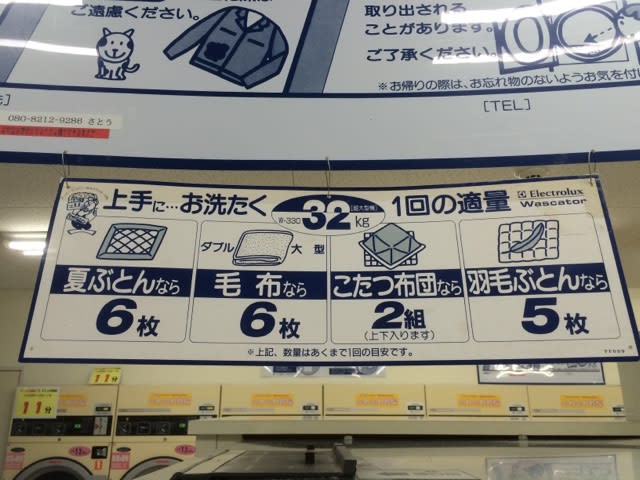 ご遠慮ください。
取り出される
ことがあります。
ご了承ください。
※お帰りの際は、お忘れ物のないようお気を付け
080-8212-9288 さとう
[TEL]
上手に…お洗たく
W-330
32kg
1回の適量
Electrolux
Wascator
夏ぶとんなら
6枚
ダブル 大型
毛布なら
6枚
こたつ布団なら
2組
(上下入ります)
羽毛ぶとんなら
5枚
※上記、数量はあくまで1回の目安です。
11分
11分